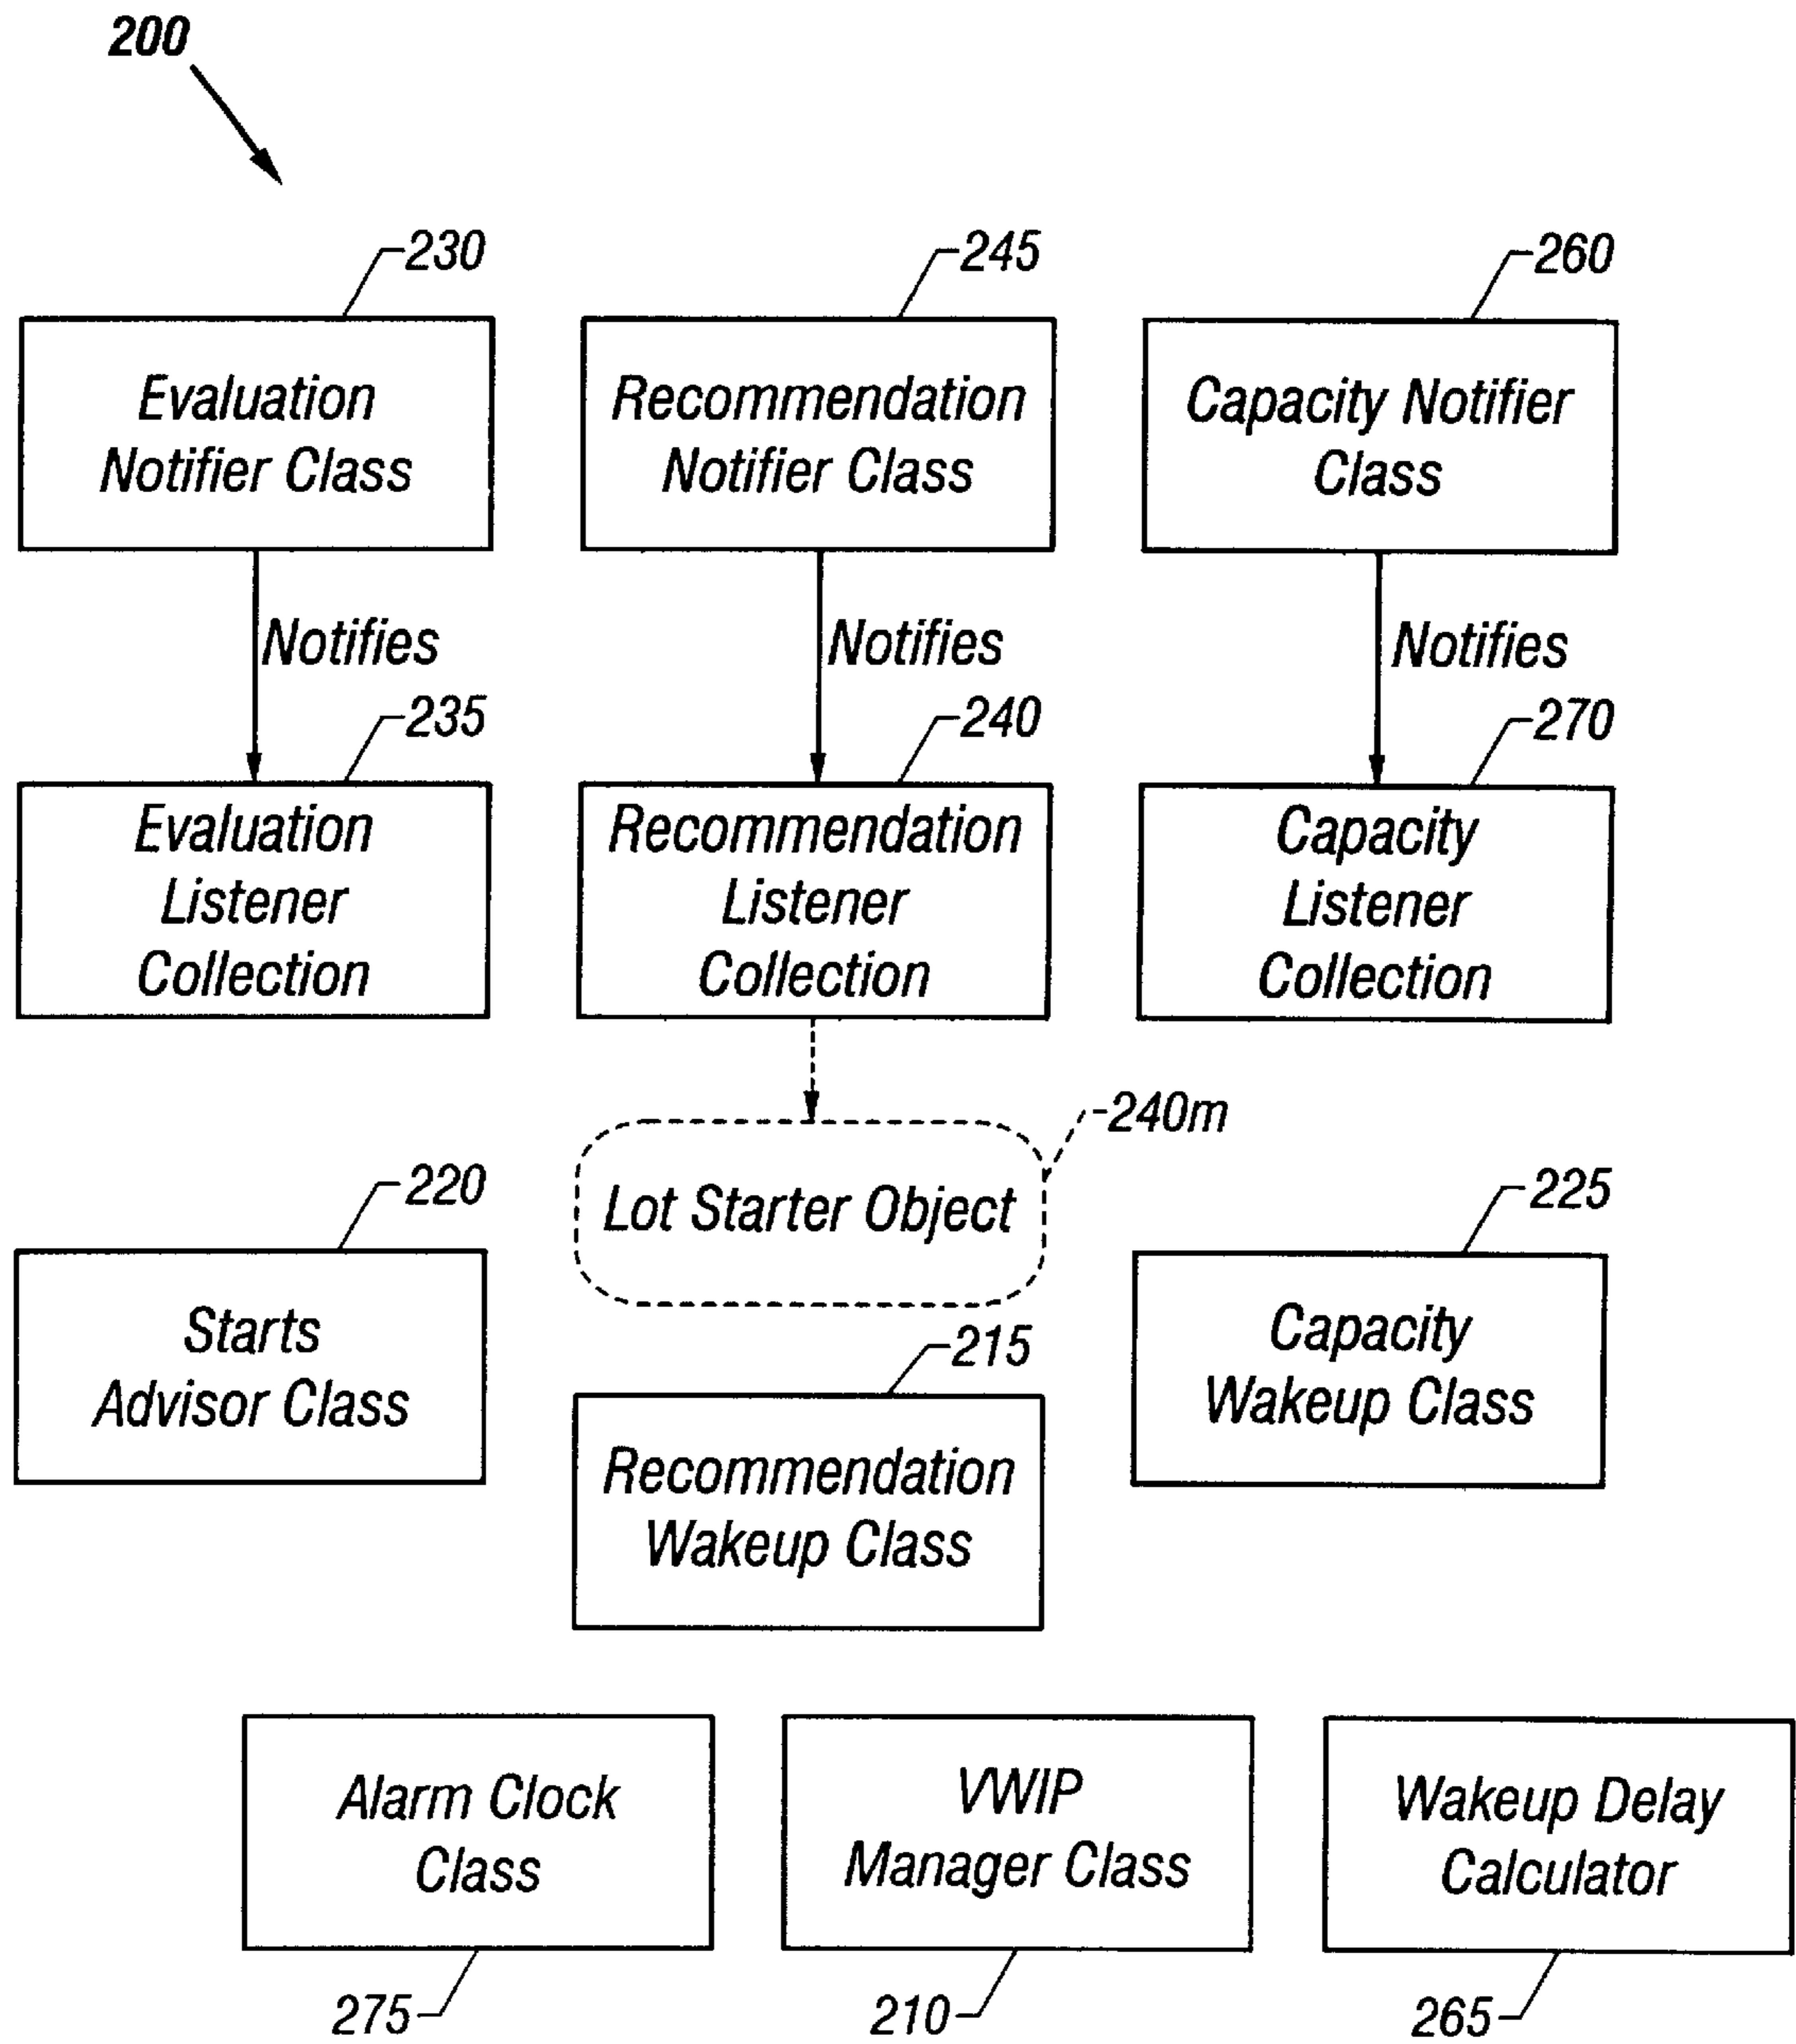 200
230
245
260
Evaluation
Notifier Class
Recommendation
Notifier Class
Capacity Notifier
Class
Notifies
Notifies
Notifies
235
240
270
Evaluation
Listener
Collection
Recommendation
Listener
Collection
Capacity
Listener
Collection
240m
Lot Starter Object
220
225
Starts
Advisor Class
Capacity
Wakeup Class
215
Recommendation
Wakeup Class
Alarm Clock
Class
VWIP
Manager Class
Wakeup Delay
Calculator
275
210
265